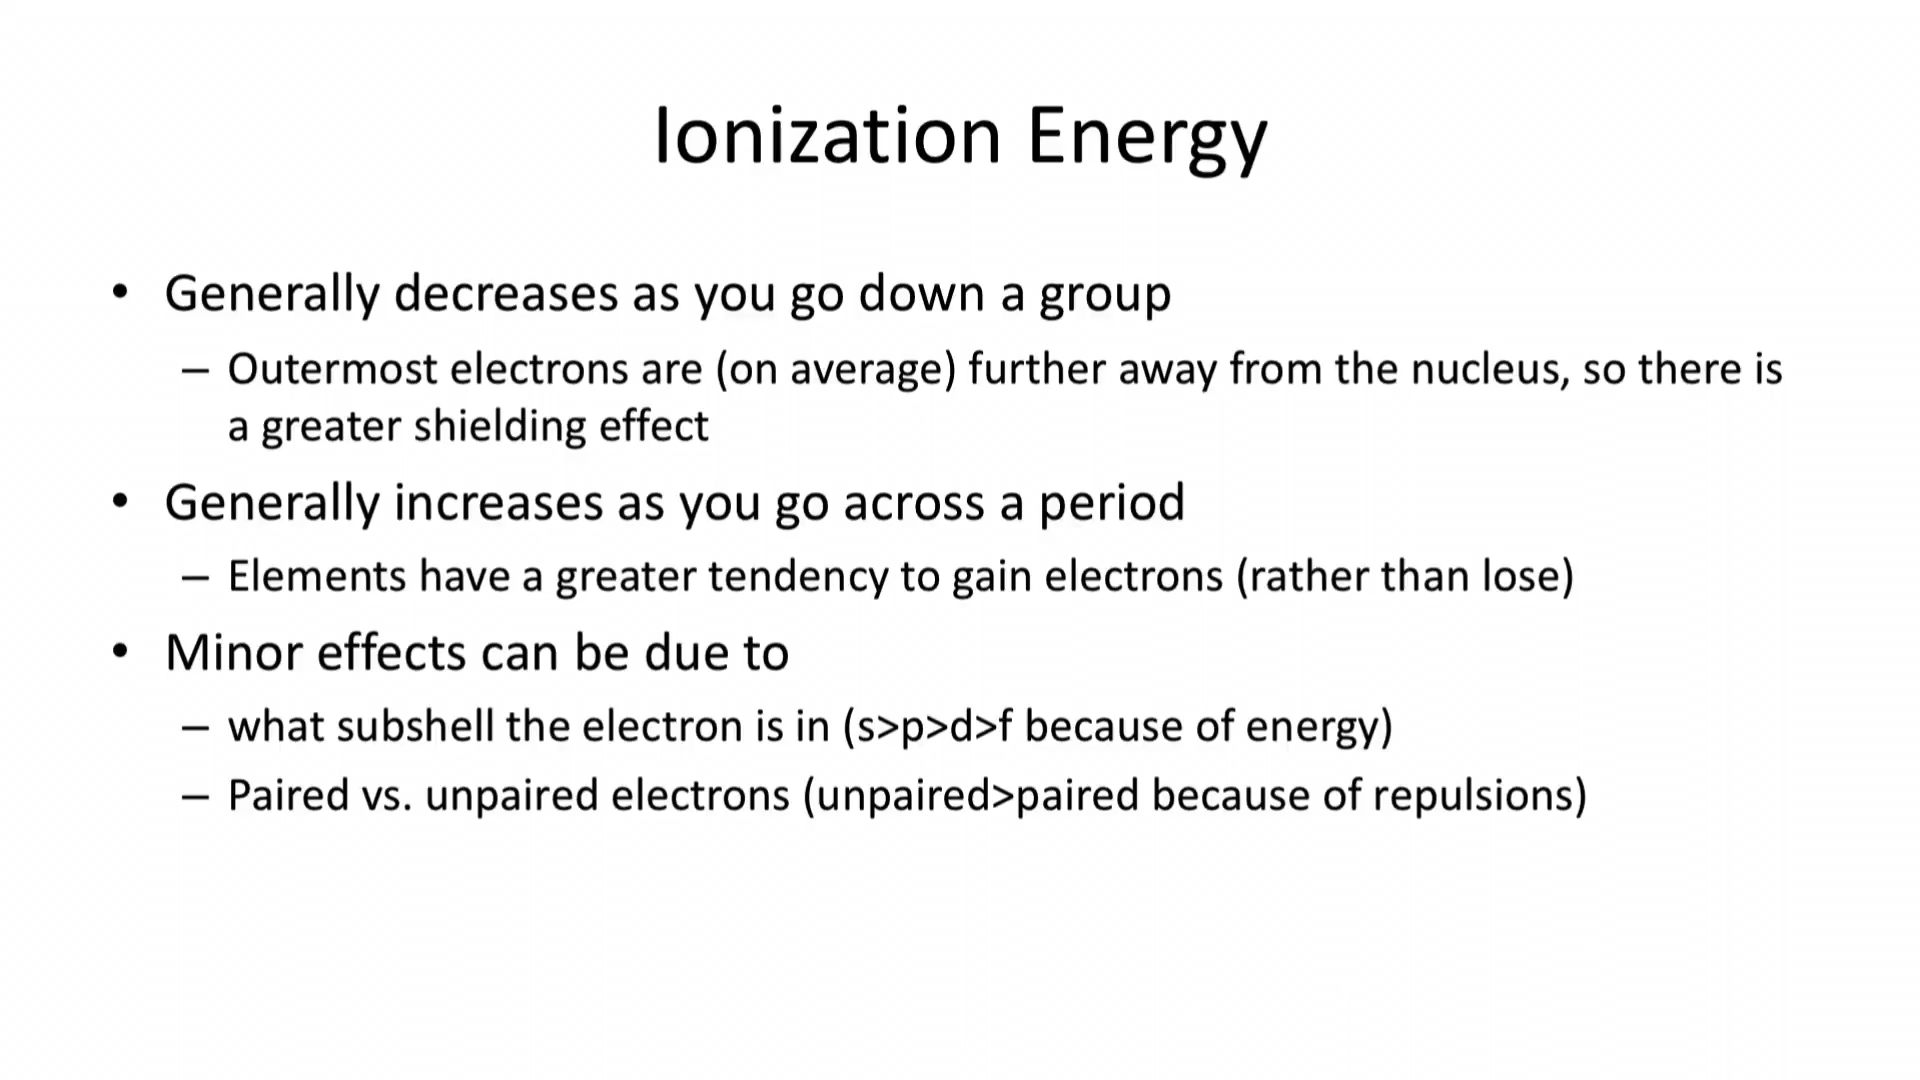 Ionization Energy
• Generally decreases as you go down a group
– Outermost electrons are (on average) further away from the nucleus, so there is
a greater shielding effect
• Generally increases as you go across a period
– Elements have a greater tendency to gain electrons (rather than lose)
• Minor effects can be due to
– what subshell the electron is in (s>p>d>f because of energy)
– Paired vs. unpaired electrons (unpaired>paired because of repulsions)